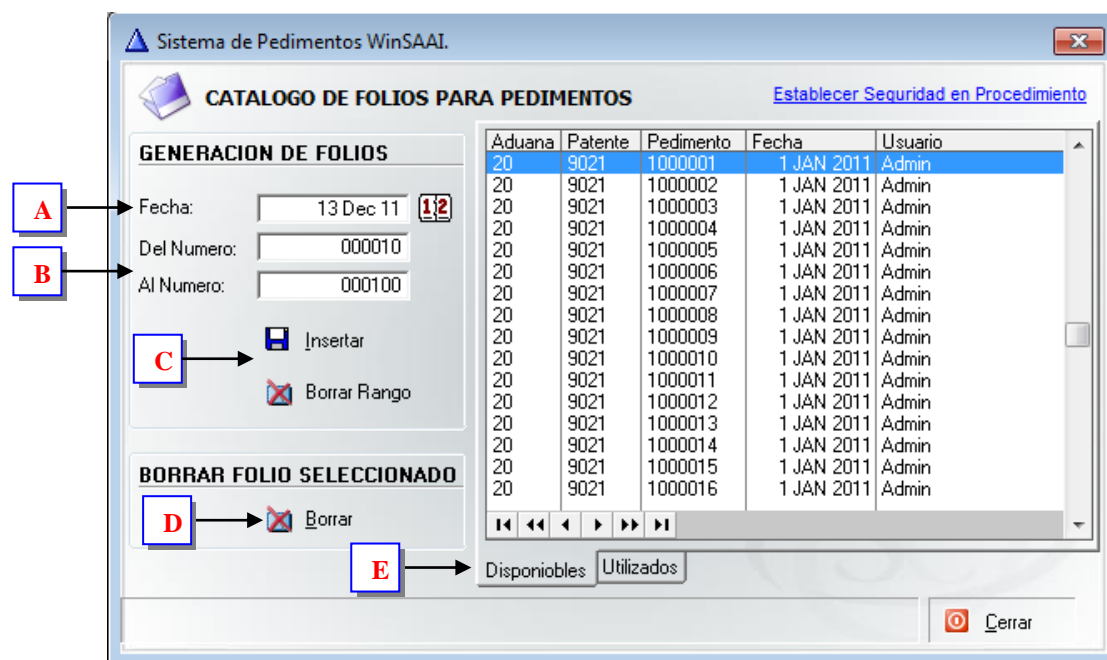 Sistema de Pedimentos WinSAAI.
CATALOGO DE FOLIOS PARA PEDIMENTOS
Establecer Seguridad en Procedimiento
GENERACION DE FOLIOS
A
Fecha: 13 Dec 11
12
B
Del Numero: 000010
Al Numero: 000100
C
Insertar
Borrar Rango
BORRAR FOLIO SELECCIONADO
D
Borrar
Aduana Patente Pedimento Fecha Usuario
20 9021 1000001 1 JAN 2011 Admin
20 9021 1000002 1 JAN 2011 Admin
20 9021 1000003 1 JAN 2011 Admin
20 9021 1000004 1 JAN 2011 Admin
20 9021 1000005 1 JAN 2011 Admin
20 9021 1000006 1 JAN 2011 Admin
20 9021 1000007 1 JAN 2011 Admin
20 9021 1000008 1 JAN 2011 Admin
20 9021 1000009 1 JAN 2011 Admin
20 9021 1000010 1 JAN 2011 Admin
20 9021 1000011 1 JAN 2011 Admin
20 9021 1000012 1 JAN 2011 Admin
20 9021 1000013 1 JAN 2011 Admin
20 9021 1000014 1 JAN 2011 Admin
20 9021 1000015 1 JAN 2011 Admin
20 9021 1000016 1 JAN 2011 Admin
E
Disponiobles Utilizados
Cerrar